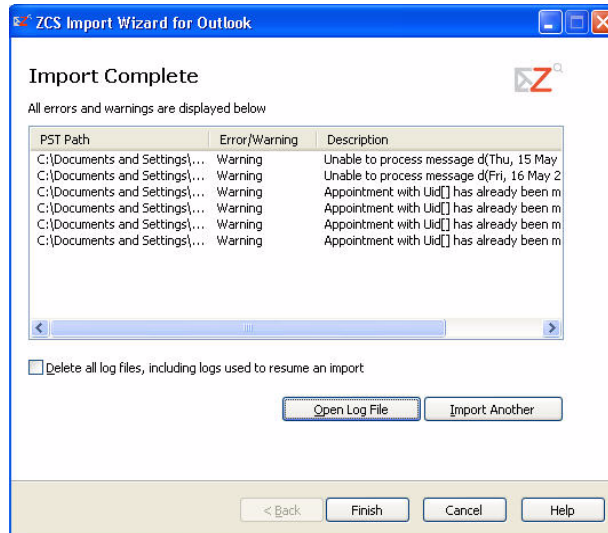 ZCS Import Wizard for Outlook
Import Complete
Z
All errors and warnings are displayed below
PST Path Error/Warning Description
C:\Documents and Settings\... Warning Unable to process message d(Thu, 15 May
C:\Documents and Settings\... Warning Unable to process message d(Fri, 16 May 2
C:\Documents and Settings\... Warning Appointment with Uid[] has already been m
C:\Documents and Settings\... Warning Appointment with Uid[] has already been m
C:\Documents and Settings\... Warning Appointment with Uid[] has already been m
C:\Documents and Settings\... Warning Appointment with Uid[] has already been m
Delete all log files, including logs used to resume an import
Open Log File Import Another
< Back Finish Cancel Help